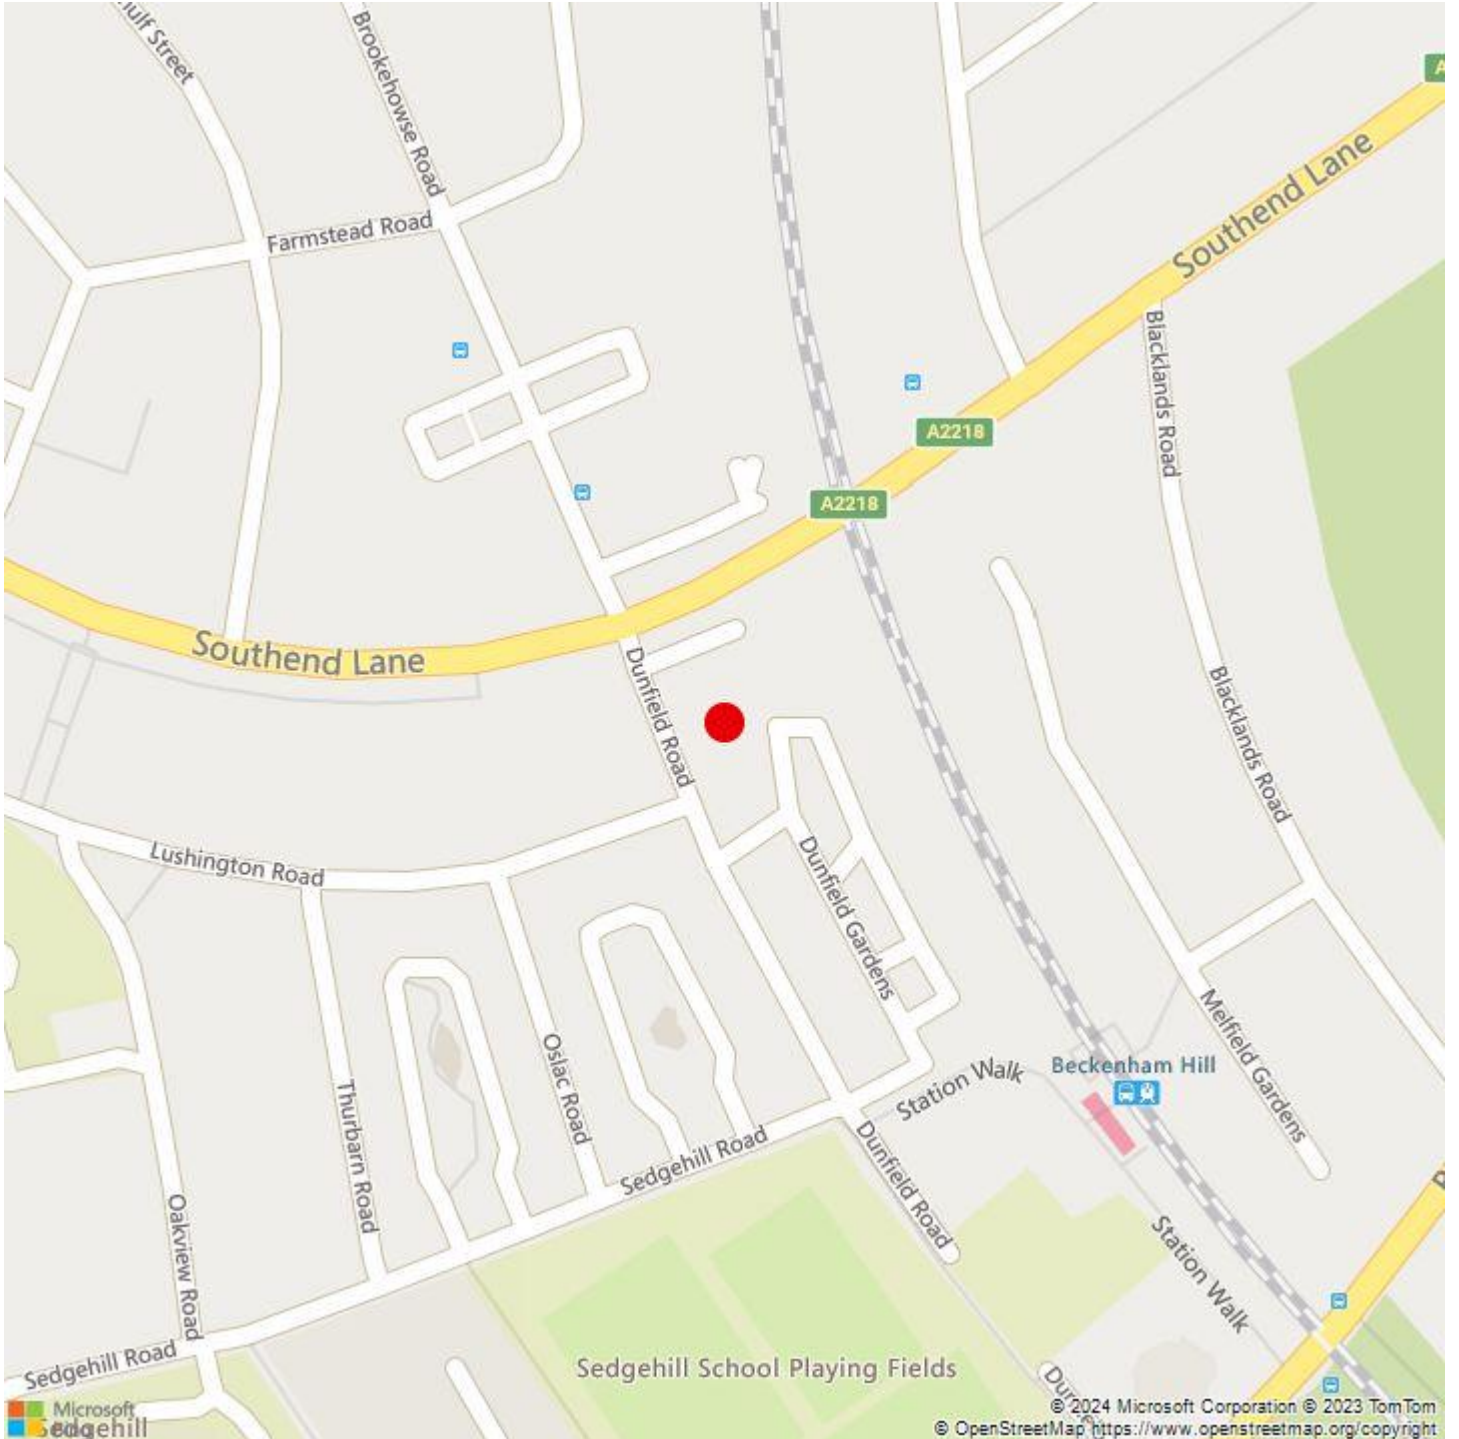 Street
Brookehowse Road
Southend Lane
Farmstead Road
Blacklands Road
A2218
A2218
Southend Lane
Dunfield Road
Blacklands Road
Lushington Road
Dunfield Gardens
Melfield Gardens
Oslac Road
Station Walk
Beckenham Hill
Thurbarn Road
Sedgehill Road
Dunfield Road
Oakview Road
Station Walk
Sedgehill Road
Sedgehill School Playing Fields
Microsoft
© 2024 Microsoft Corporation © 2023 TomTom
© OpenStreetMap https://www.openstreetmap.org/copyright